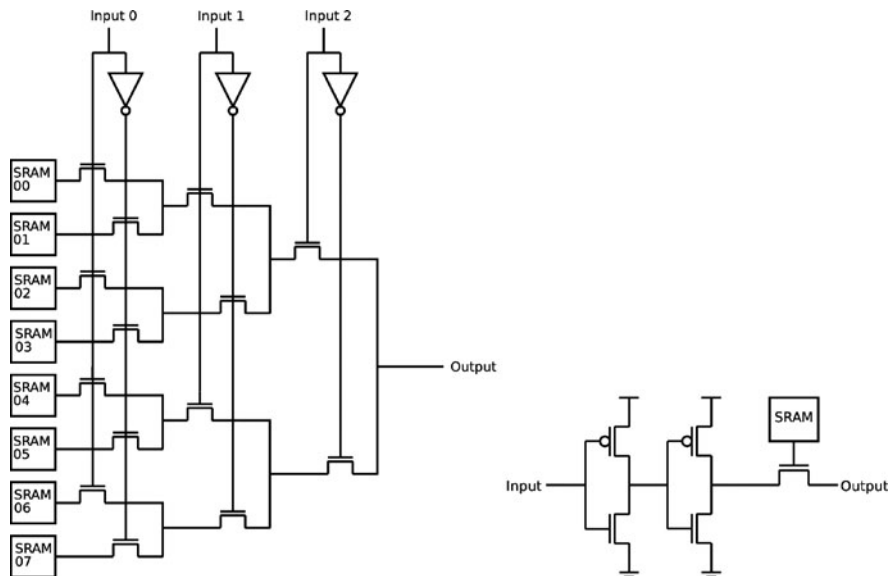 Input 0 Input 1 Input 2
SRAM
00
SRAM
01
SRAM
02
SRAM
03
SRAM
04
SRAM
05
SRAM
06
SRAM
07
Output
SRAM
Input
Output